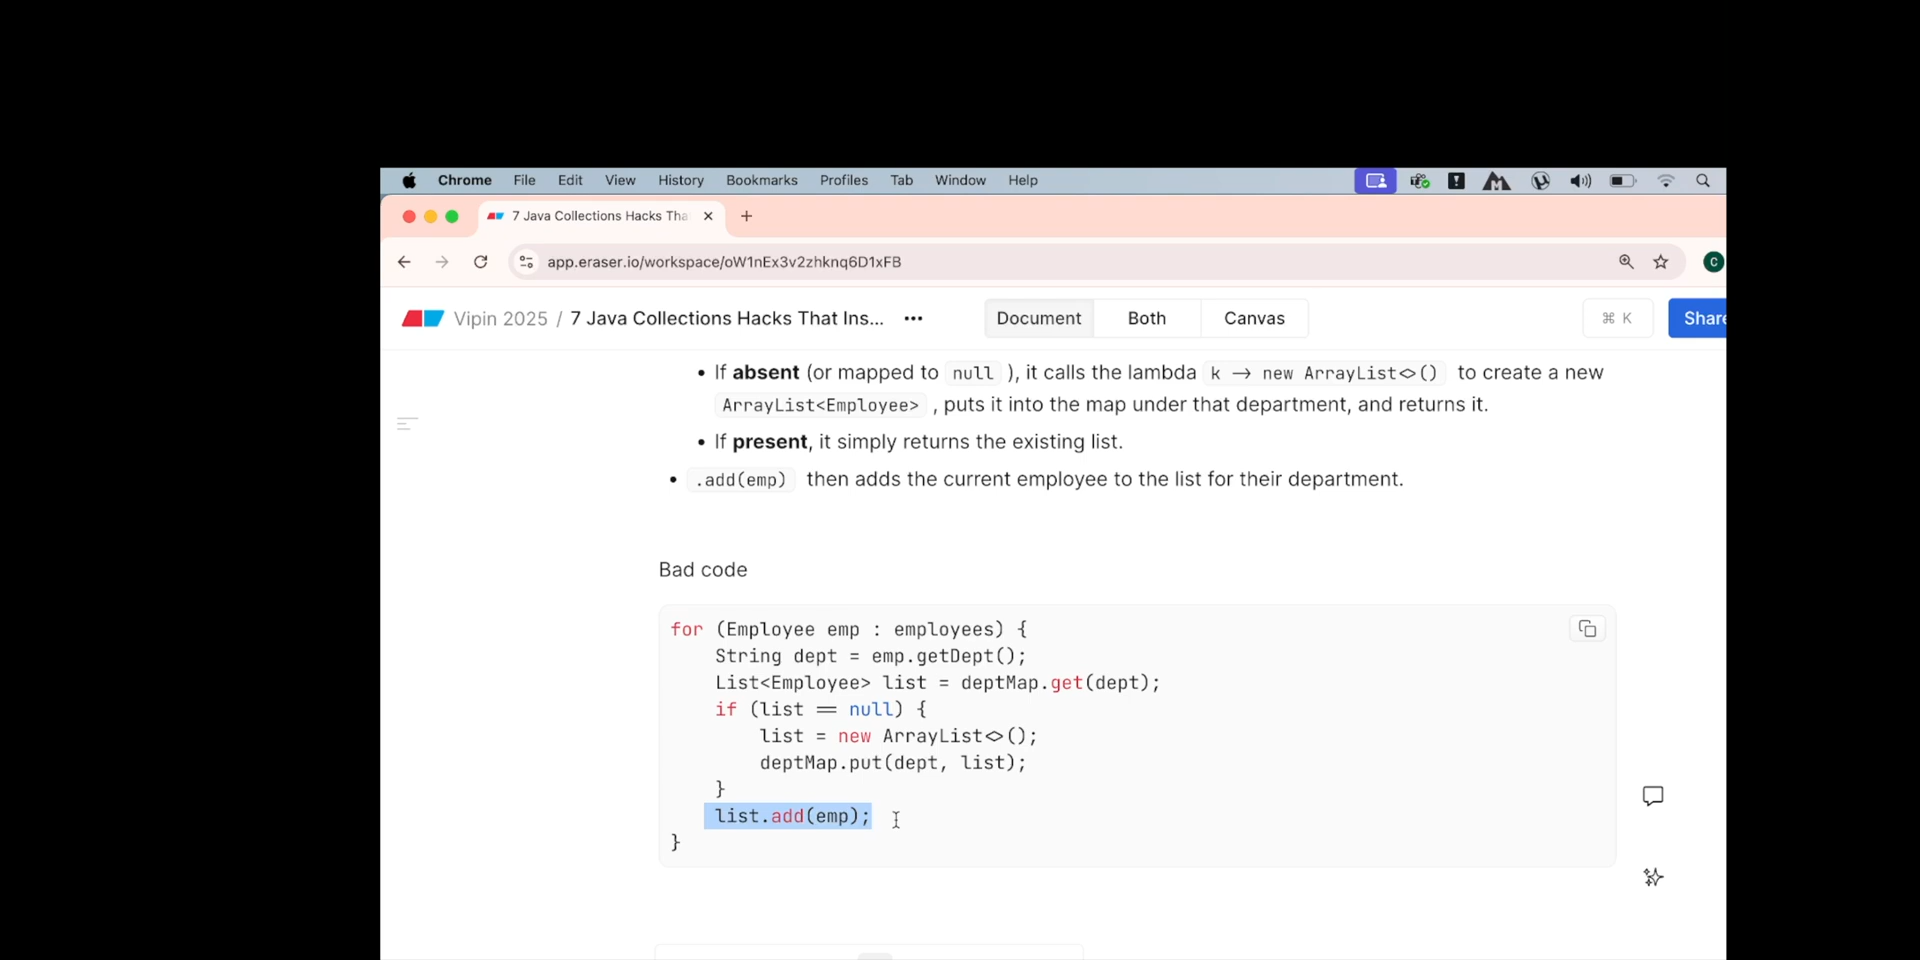 Chrome File Edit View History Bookmarks Profiles Tab Window Help
7 Java Collections Hacks Tha
app.eraser.io/workspace/oW1nEx3v2zhknq6D1xFB
C
Vipin 2025 / 7 Java Collections Hacks That Ins... ••• Document Both Canvas ⌘ K Share
• If absent (or mapped to null ), it calls the lambda k -> new ArrayList<>() to create a new
ArrayList<Employee> , puts it into the map under that department, and returns it.
• If present, it simply returns the existing list.
• .add(emp) then adds the current employee to the list for their department.
Bad code
for (Employee emp : employees) {
String dept = emp.getDept();
List<Employee> list = deptMap.get(dept);
if (list == null) {
list = new ArrayList<>();
deptMap.put(dept, list);
}
list.add(emp);
}